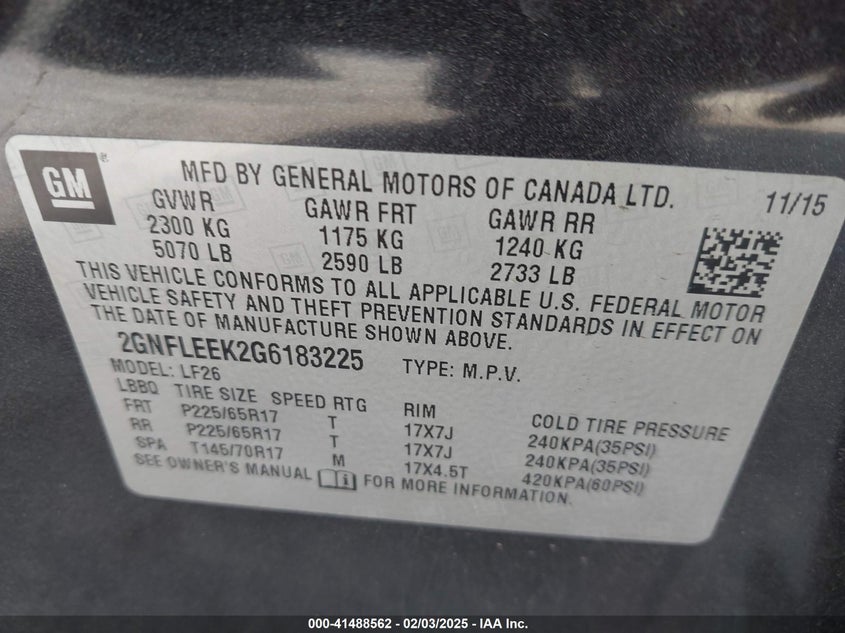 GM
MFD BY GENERAL MOTORS OF CANADA LTD.
11/15
GVWR GAWR FRT GAWR RR
2300 KG 1175 KG 1240 KG
5070 LB 2590 LB 2733 LB
THIS VEHICLE CONFORMS TO ALL APPLICABLE U.S. FEDERAL MOTOR
VEHICLE SAFETY AND THEFT PREVENTION STANDARDS IN EFFECT ON
THE DATE OF MANUFACTURE SHOWN ABOVE.
2GNFLEEK2G6183225 TYPE: M.P.V.
MODEL: LF26
LBBQ TIRE SIZE SPEED RTG RIM COLD TIRE PRESSURE
FRT P225/65R17 T 17X7J 240KPA(35PSI)
RR P225/65R17 T 17X7J 240KPA(35PSI)
SPA T145/70R17 M 17X4.5T 420KPA(60PSI)
SEE OWNER'S MANUAL FOR MORE INFORMATION.
000-41488562 - 02/03/2025 - IAA Inc.